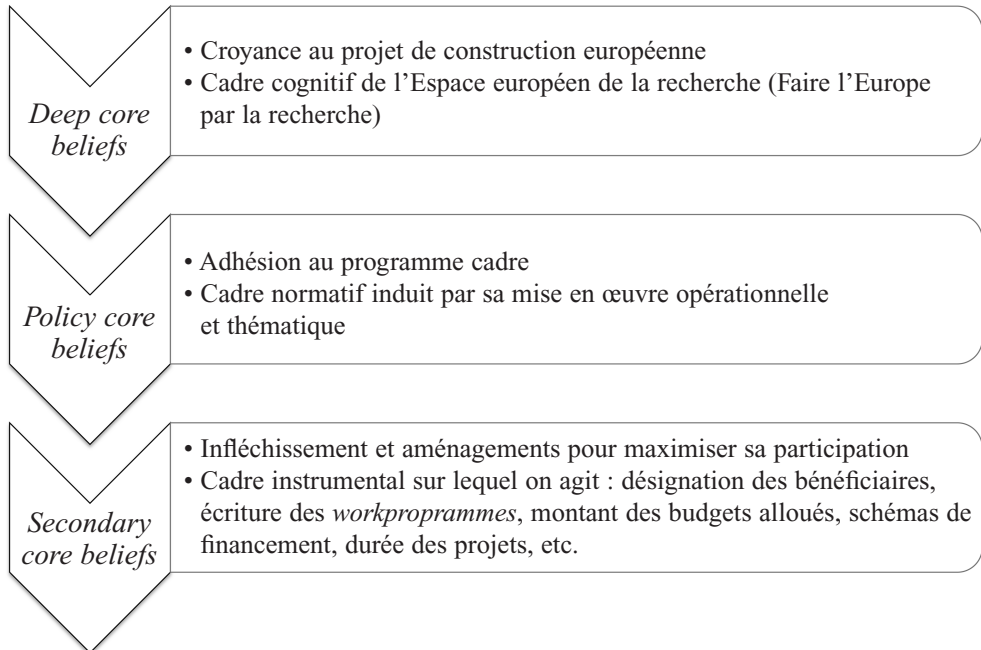 Deep core
beliefs
• Croyance au projet de construction européenne
• Cadre cognitif de l’Espace européen de la recherche (Faire l’Europe
par la recherche)
Policy core
beliefs
• Adhésion au programme cadre
• Cadre normatif induit par sa mise en œuvre opérationnelle
et thématique
Secondary
core beliefs
• Infléchissement et aménagements pour maximiser sa participation
• Cadre instrumental sur lequel on agit : désignation des bénéficiaires,
écriture des workproprammes, montant des budgets alloués, schémas de
financement, durée des projets, etc.